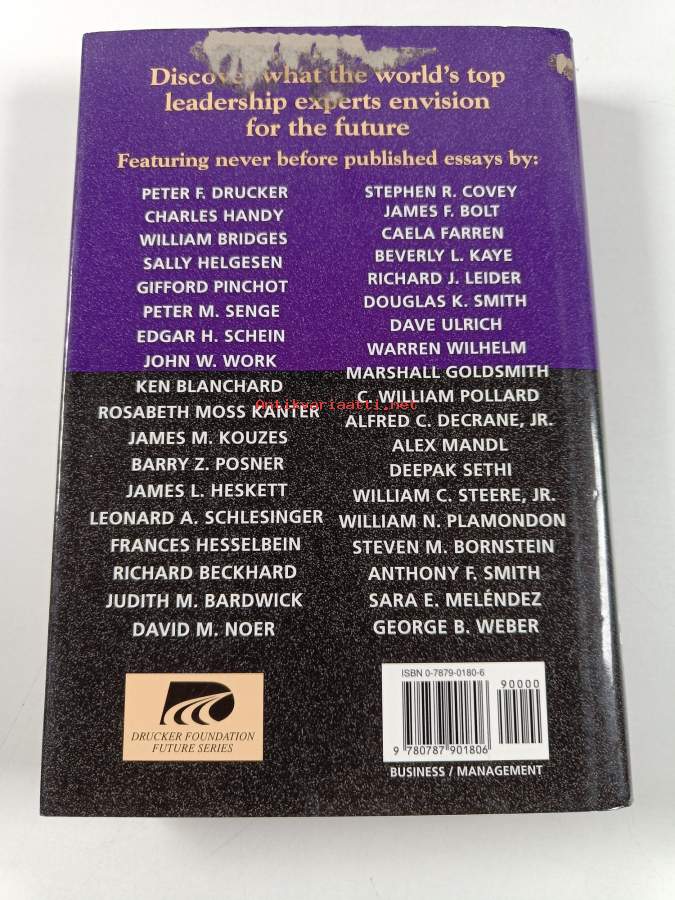 Discover what the world's top
leadership experts envision
for the future
Featuring never before published essays by:
PETER F. DRUCKER
CHARLES HANDY
WILLIAM BRIDGES
SALLY HELGESEN
GIFFORD PINCHOT
PETER M. SENGE
EDGAR H. SCHEIN
JOHN W. WORK
KEN BLANCHARD
ROSABETH MOSS KANTER
JAMES M. KOUZES
BARRY Z. POSNER
JAMES L. HESKETT
LEONARD A. SCHLESINGER
FRANCES HESSELBEIN
RICHARD BECKHARD
JUDITH M. BARDWICK
DAVID M. NOER
STEPHEN R. COVEY
JAMES F. BOLT
CAELA FARREN
BEVERLY L. KAYE
RICHARD J. LEIDER
DOUGLAS K. SMITH
DAVE ULRICH
WARREN WILHELM
MARSHALL GOLDSMITH
C. WILLIAM POLLARD
ALFRED C. DECRANE, JR.
ALEX MANDL
DEEPAK SETHI
WILLIAM C. STEERE, JR.
WILLIAM N. PLAMONDON
STEVEN M. BORNSTEIN
ANTHONY F. SMITH
SARA E. MELÉNDEZ
GEORGE B. WEBER
Antikvariaatti.net
DRUCKER FOUNDATION
FUTURE SERIES
ISBN 0-7879-0180-6
90000
9 780787 901806
BUSINESS / MANAGEMENT